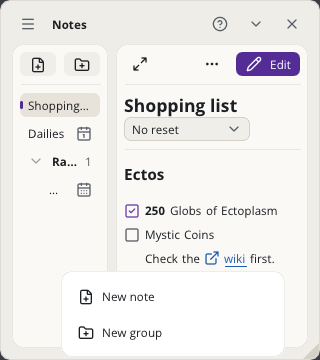 Notes
Edit
Shopping...
Dailies
Ra... 1
...
Shopping list
No reset
Ectos
250 Globs of Ectoplasm
Mystic Coins
Check the wiki first.
New note
New group